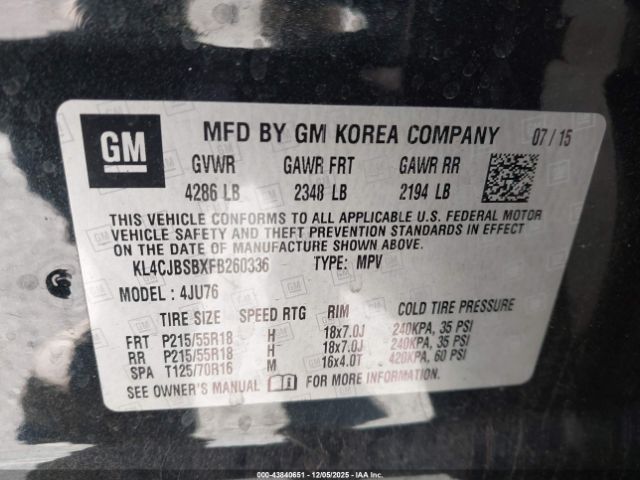 GM MFD BY GM KOREA COMPANY 07/15
GVWR GAWR FRT GAWR RR
4286 LB 2348 LB 2194 LB
THIS VEHICLE CONFORMS TO ALL APPLICABLE U.S. FEDERAL MOTOR
VEHICLE SAFETY AND THEFT PREVENTION STANDARDS IN EFFECT
ON THE DATE OF MANUFACTURE SHOWN ABOVE.
KL4CJBSBXFB260336 TYPE: MPV
MODEL : 4JU76
TIRE SIZE SPEED RTG RIM COLD TIRE PRESSURE
FRT P215/55R18 H 18x7.0J 240KPA, 35 PSI
RR P215/55R18 H 18x7.0J 240KPA, 35 PSI
SPA T125/70R16 M 16x4.0T 420KPA, 60 PSI
SEE OWNER'S MANUAL FOR MORE INFORMATION.
000-43840651 - 12/05/2025 - IAAI.COM